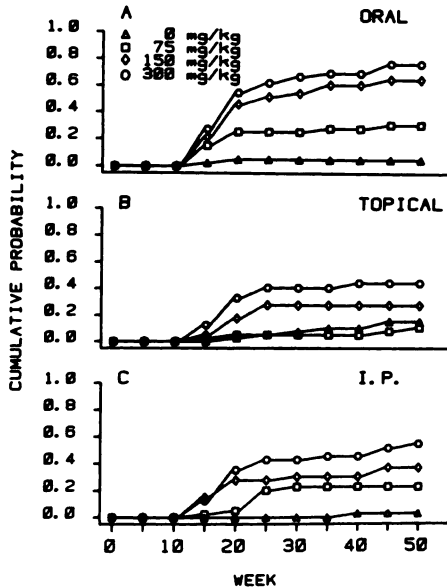 A ORAL
1.0
0 mg/kg
75 mg/kg
0.8
150 mg/kg
300 mg/kg
0.6
0.4
0.2
0.0
CUMULATIVE PROBABILITY
B TOPICAL
1.0
0.8
0.6
0.4
0.2
0.0
C I.P.
1.0
0.8
0.6
0.4
0.2
0.0
0 10 20 30 40 50
WEEK